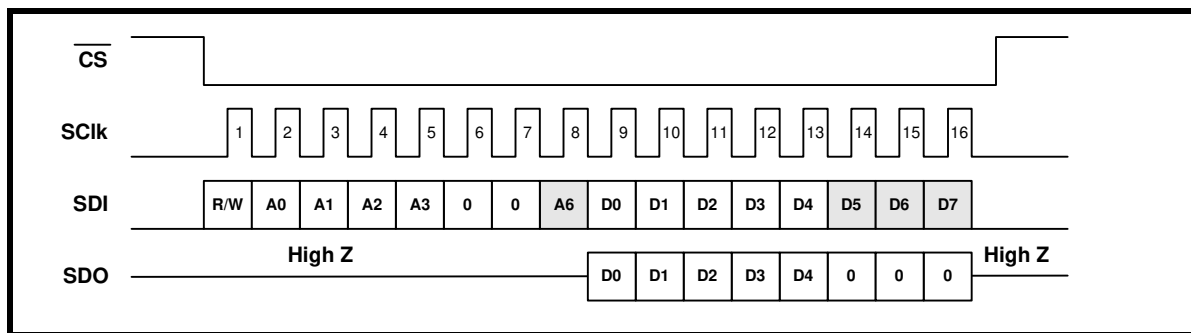 CS
SClk 1 2 3 4 5 6 7 8 9 10 11 12 13 14 15 16
SDI R/W A0 A1 A2 A3 0 0 A6 D0 D1 D2 D3 D4 D5 D6 D7
High Z High Z
SDO D0 D1 D2 D3 D4 0 0 0